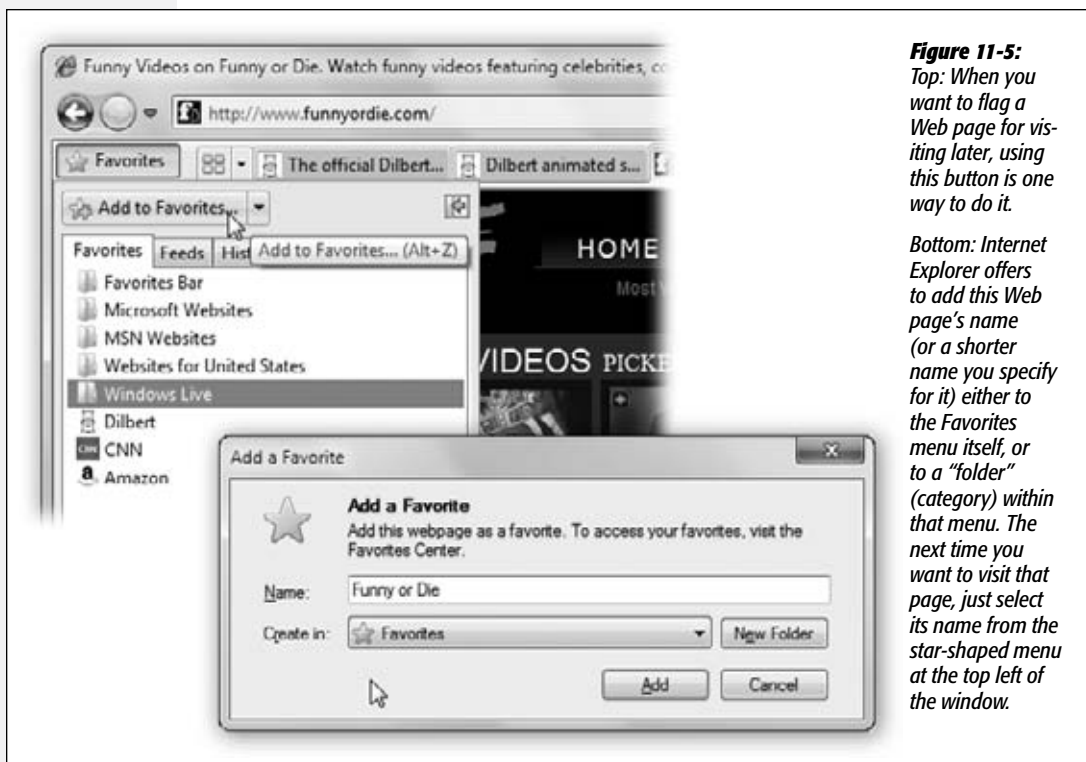 Funny Videos on Funny or Die. Watch funny videos featuring celebrities, co
http://www.funnyordie.com/
Favorites
The official Dilbert...
Dilbert animated s...
Add to Favorites...
Favorites
Feeds
Hist
Add to Favorites... (Alt+Z)
HOME
Most
Favorites Bar
Microsoft Websites
MSN Websites
Websites for United States
VIDEOS PICKE
Windows Live
Dilbert
CNN
Amazon
Add a Favorite
Add a Favorite
Add this webpage as a favorite. To access your favorites, visit the
Favorites Center.
Name:
Funny or Die
Create in:
Favorites
New Folder
Add
Cancel
Figure 11-5:
Top: When you
want to flag a
Web page for vis-
iting later, using
this button is one
way to do it.
Bottom: Internet
Explorer offers
to add this Web
page's name
(or a shorter
name you specify
for it) either to
the Favorites
menu itself, or
to a "folder"
(category) within
that menu. The
next time you
want to visit that
page, just select
its name from the
star-shaped menu
at the top left of
the window.